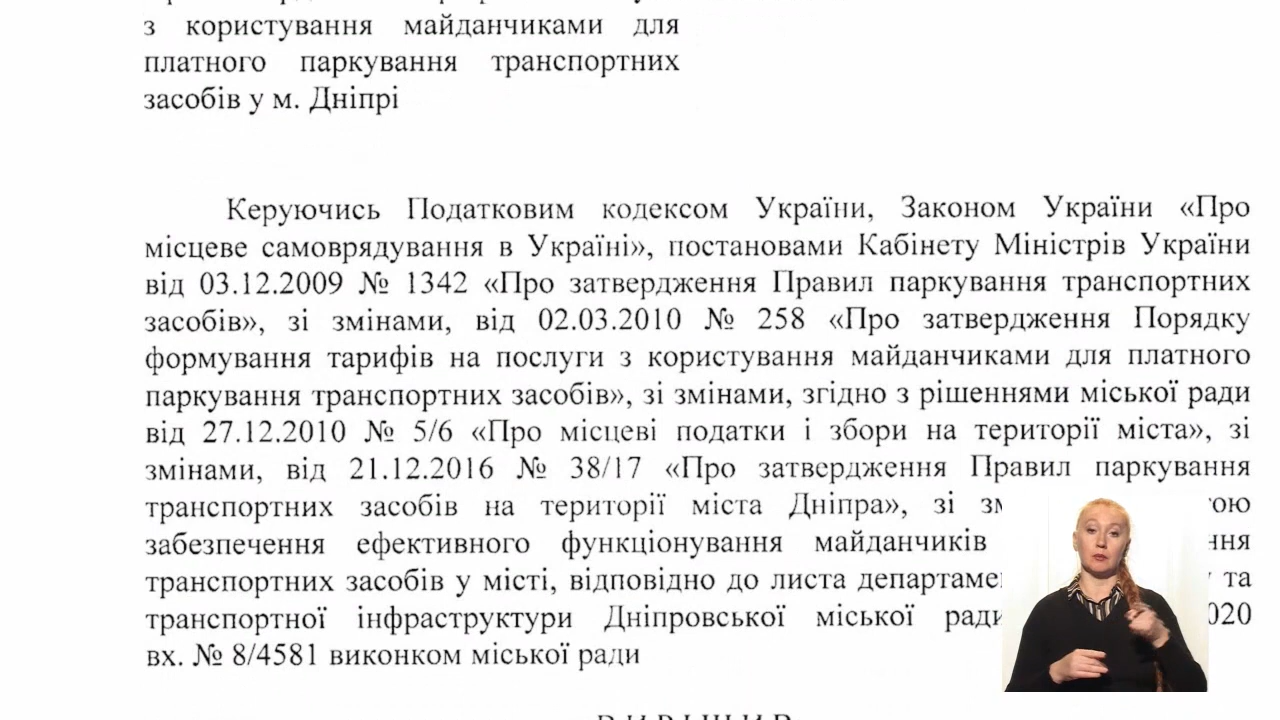 з користування майданчиками для
платного паркування транспортних
засобів у м. Дніпрі
Керуючись Податковим кодексом України, Законом України «Про
місцеве самоврядування в Україні», постановами Кабінету Міністрів України
від 03.12.2009 № 1342 «Про затвердження Правил паркування транспортних
засобів», зі змінами, від 02.03.2010 № 258 «Про затвердження Порядку
формування тарифів на послуги з користування майданчиками для платного
паркування транспортних засобів», зі змінами, згідно з рішеннями міської ради
від 27.12.2010 № 5/6 «Про місцеві податки і збори на території міста», зі
змінами, від 21.12.2016 № 38/17 «Про затвердження Правил паркування
транспортних засобів на території міста Дніпра», зі
забезпечення ефективного функціонування майданчиків
транспортних засобів у місті, відповідно до листа та
транспортної інфраструктури Дніпровської міської
вх. № 8/4581 виконком міської ради